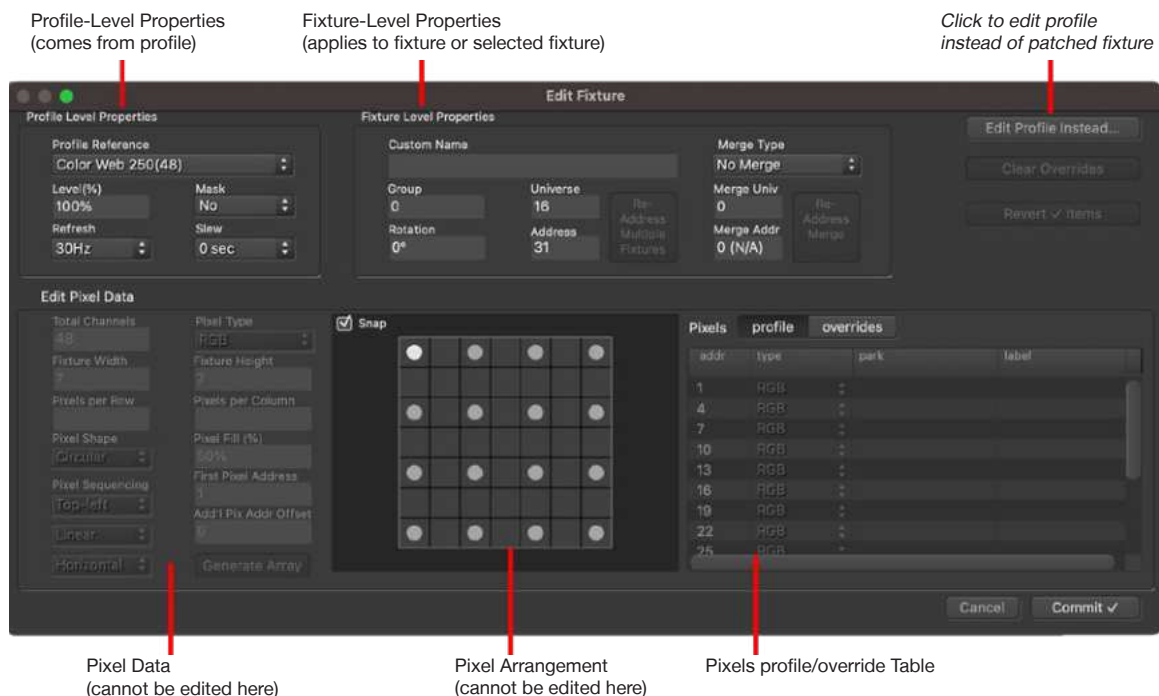 Profile-Level Properties
(comes from profile)
Fixture-Level Properties
(applies to fixture or selected fixture)
Click to edit profile
instead of patched fixture
Edit Fixture
Profile Level Properties
Profile Reference
Color Web 250(48)
Level(%)
Mask
100%
No
Refresh
Slew
30Hz
0 sec
Fixture Level Properties
Custom Name
Merge Type
No Merge
Group
Universe
Merge Univ
0
16
0
Rotation
Address
Merge Addr
0°
31
0 (N/A)
Re-
Address
Multiple
Fixtures
Re-
Address
Merge
Edit Profile Instead...
Clear Overrides
Revert ✓ Items
Edit Pixel Data
Total Channels
Pixel Type
48
RGB
Fixture Width
Fixture Height
7
7
Pixels per Row
Pixels per Column
Pixel Shape
Pixel Fill (%)
Circular
50%
Pixel Sequencing
First Pixel Address
Top-left
1
Add'l Pix Addr Offset
Linear
0
Horizontal
Generate Array
Snap
Pixels
profile
overrides
addr
type
park
label
1
RGB
4
RGB
7
RGB
10
RGB
13
RGB
16
RGB
19
RGB
22
RGB
25
RGB
Cancel
Commit ✓
Pixel Data
(cannot be edited here)
Pixel Arrangement
(cannot be edited here)
Pixels profile/override Table